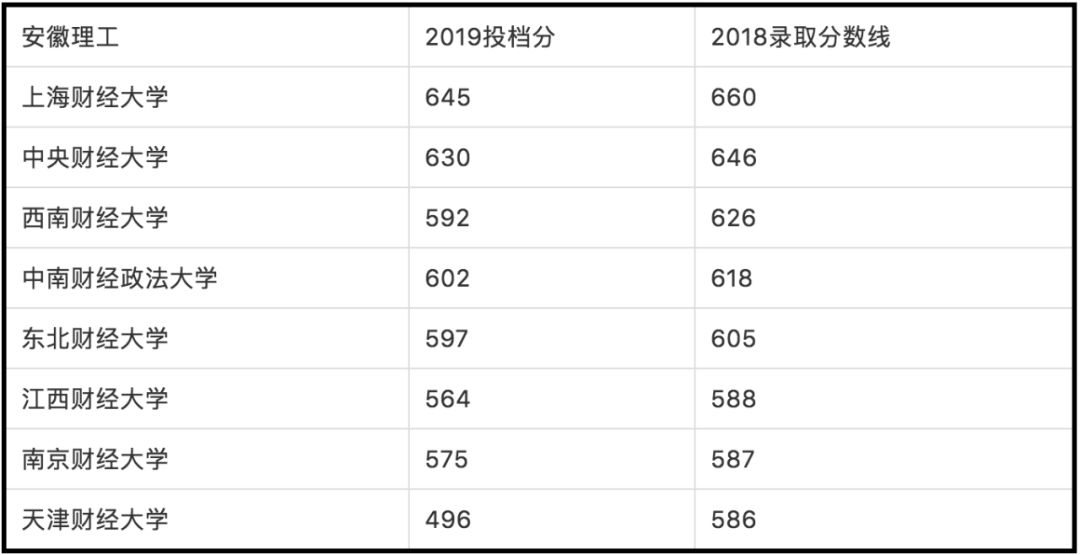 安徽理工 2019投档分 2018录取分数线
上海财经大学 645 660
中央财经大学 630 646
西南财经大学 592 626
中南财经政法大学 602 618
东北财经大学 597 605
江西财经大学 564 588
南京财经大学 575 587
天津财经大学 496 586